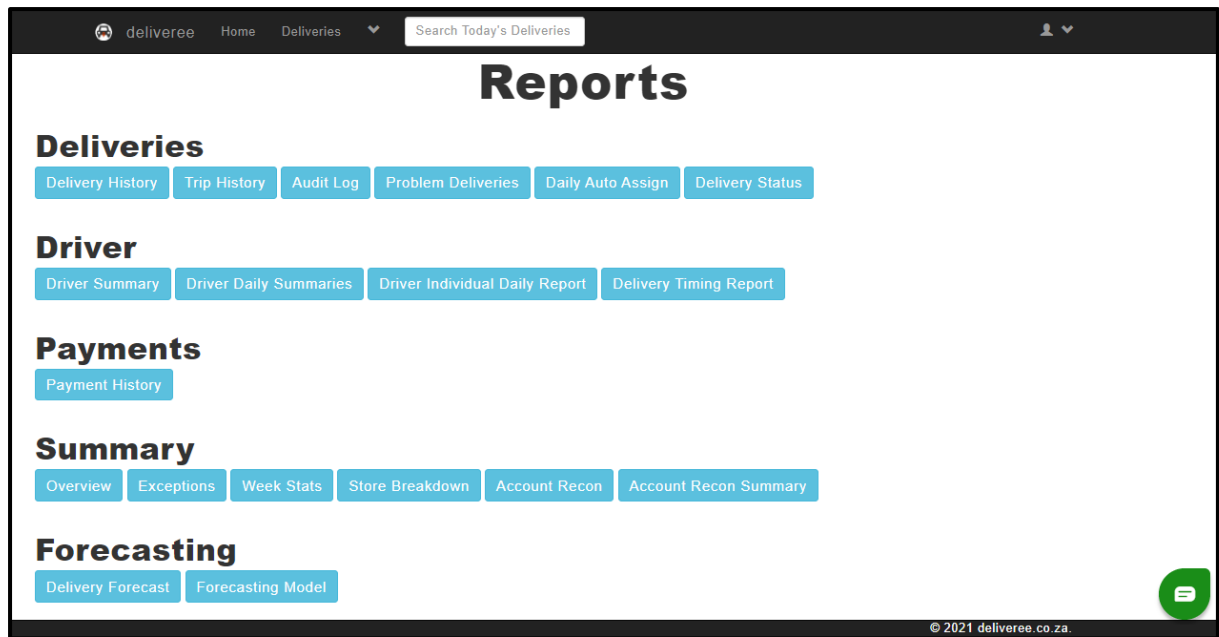 deliveree Home Deliveries Search Today's Deliveries
Reports
Deliveries
Delivery History Trip History Audit Log Problem Deliveries Daily Auto Assign Delivery Status
Driver
Driver Summary Driver Daily Summaries Driver Individual Daily Report Delivery Timing Report
Payments
Payment History
Summary
Overview Exceptions Week Stats Store Breakdown Account Recon Account Recon Summary
Forecasting
Delivery Forecast Forecasting Model
© 2021 deliveree.co.za.